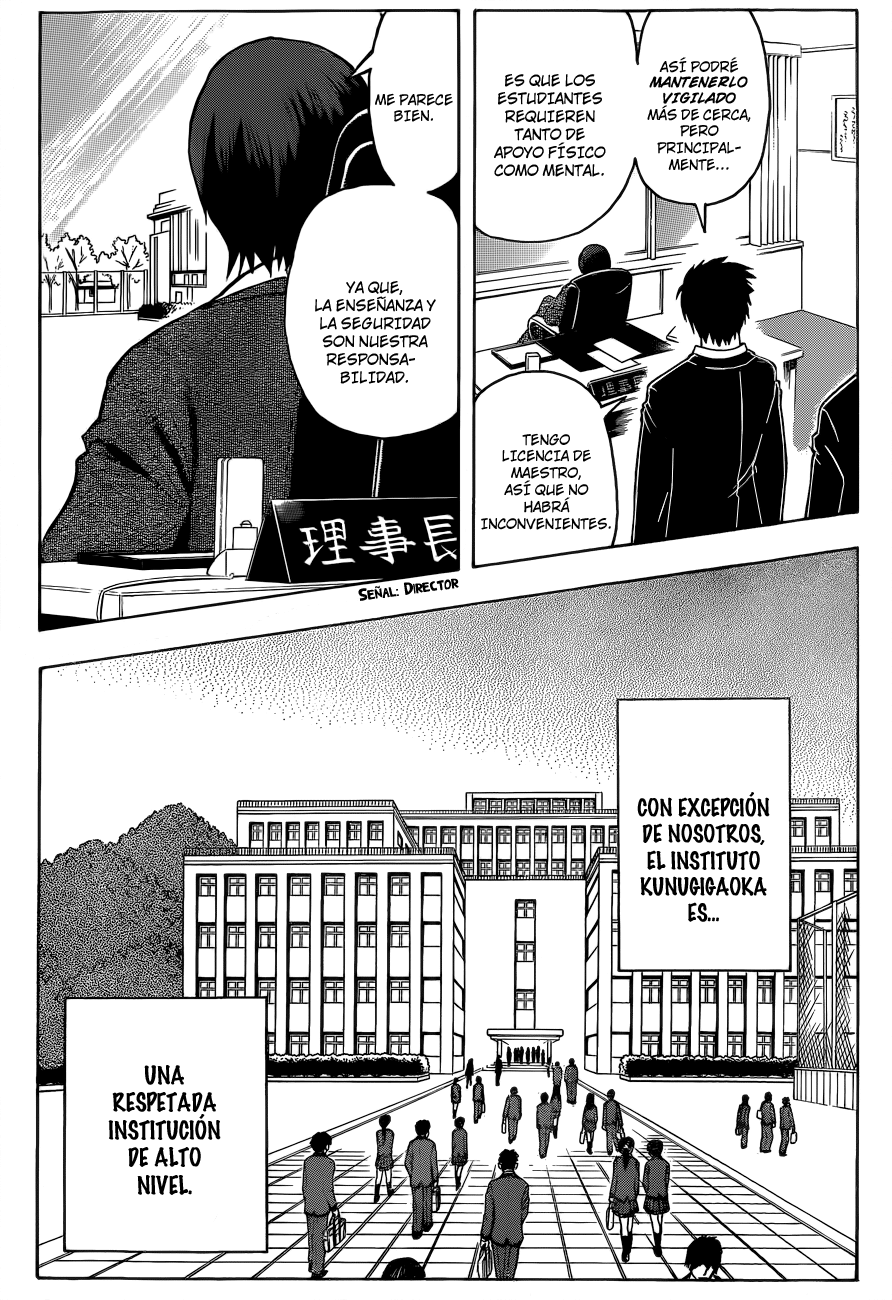 ASÍ PODRÉ
MANTENERLO
VIGILADO
MÁS DE CERCA,
PERO
PRINCIPAL-
MENTE...
ES QUE LOS
ESTUDIANTES
REQUIEREN
TANTO DE
APOYO FÍSICO
COMO MENTAL.
TENGO
LICENCIA DE
MAESTRO,
ASÍ QUE NO
HABRÁ
INCONVENIENTES.
ME PARECE
BIEN.
YA QUE,
LA ENSEÑANZA Y
LA SEGURIDAD
SON NUESTRA
RESPONSA-
BILIDAD.
理事長
SEÑAL: DIRECTOR
CON EXCEPCIÓN
DE NOSOTROS,
EL INSTITUTO
KUNUGIGAOKA
ES...
UNA
RESPETADA
INSTITUCIÓN
DE ALTO
NIVEL.